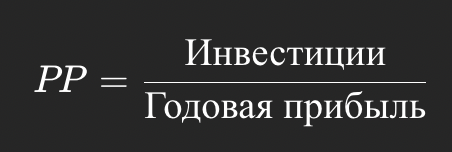 PP = Инвестиции / Годовая прибыль